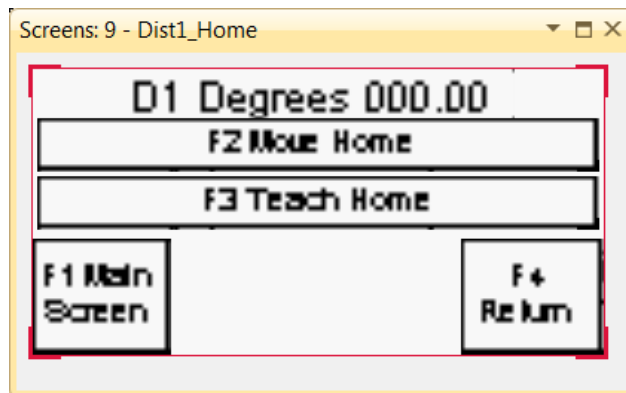 Screens: 9 - Dist1_Home
D1 Degrees 000.00
F2 Move Home
F3 Teach Home
F1 Main
Screen
F4
Return